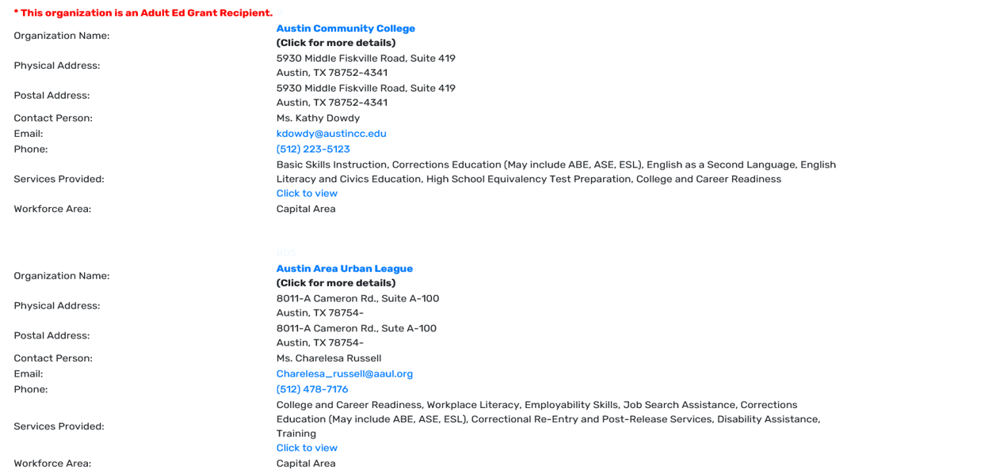 * This organization is an Adult Ed Grant Recipient.
Organization Name:
Austin Community College
(Click for more details)
Physical Address:
5930 Middle Fiskville Road, Suite 419
Austin, TX 78752-4341
Postal Address:
5930 Middle Fiskville Road, Suite 419
Austin, TX 78752-4341
Contact Person:
Ms. Kathy Dowdy
Email:
kdowdy@austincc.edu
Phone:
(512) 223-5123
Services Provided:
Basic Skills Instruction, Corrections Education (May include ABE, ASE, ESL), English as a Second Language, English
Literacy and Civics Education, High School Equivalency Test Preparation, College and Career Readiness
Click to view
Workforce Area:
Capital Area
505
Organization Name:
Austin Area Urban League
(Click for more details)
Physical Address:
8011-A Cameron Rd., Suite A-100
Austin, TX 78754-
Postal Address:
8011-A Cameron Rd., Sute A-100
Austin, TX 78754-
Contact Person:
Ms. Charelesa Russell
Email:
Charelesa_russell@aaul.org
Phone:
(512) 478-7176
Services Provided:
College and Career Readiness, Workplace Literacy, Employability Skills, Job Search Assistance, Corrections
Education (May include ABE, ASE, ESL), Correctional Re-Entry and Post-Release Services, Disability Assistance,
Training
Click to view
Workforce Area:
Capital Area